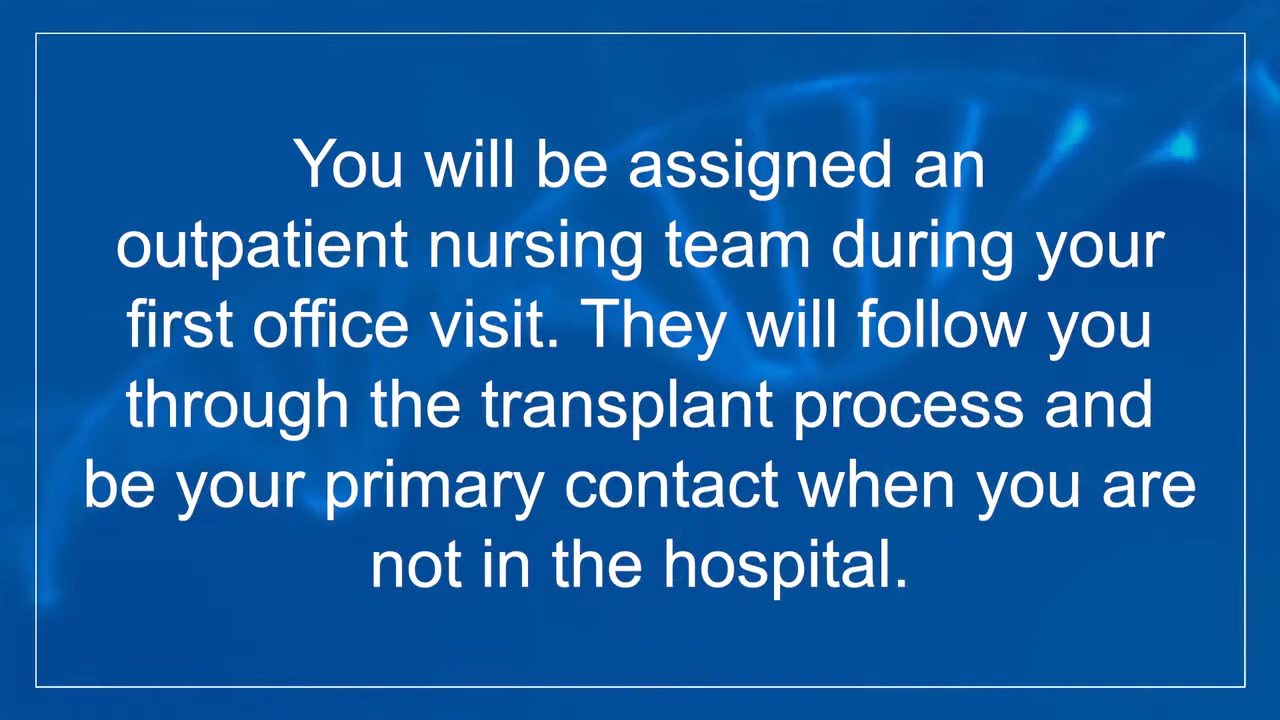 You will be assigned an
outpatient nursing team during your
first office visit. They will follow you
through the transplant process and
be your primary contact when you are
not in the hospital.